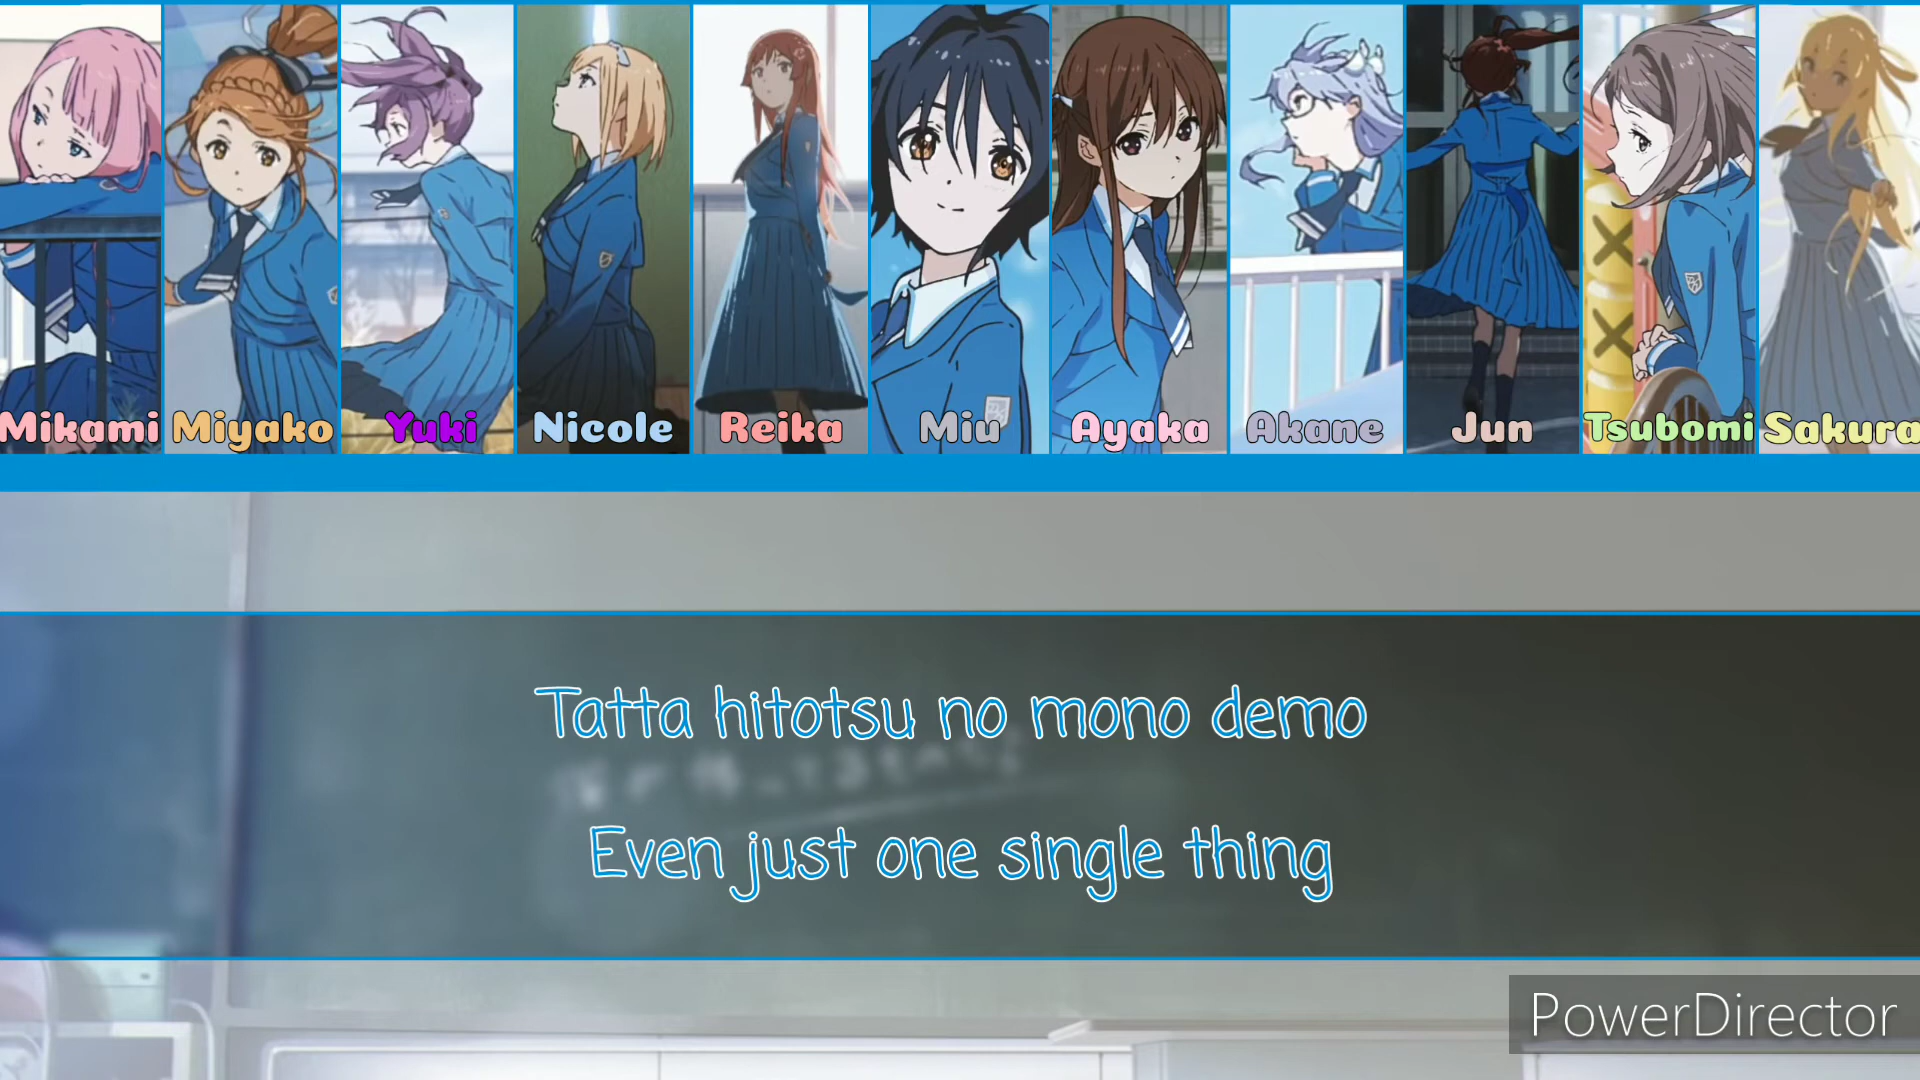 Mikami Miyako Yuki Nicole Reika Miu Ayaka Akane Jun Tsubomi Sakura
Tatta hitotsu no mono demo
Even just one single thing
PowerDirector